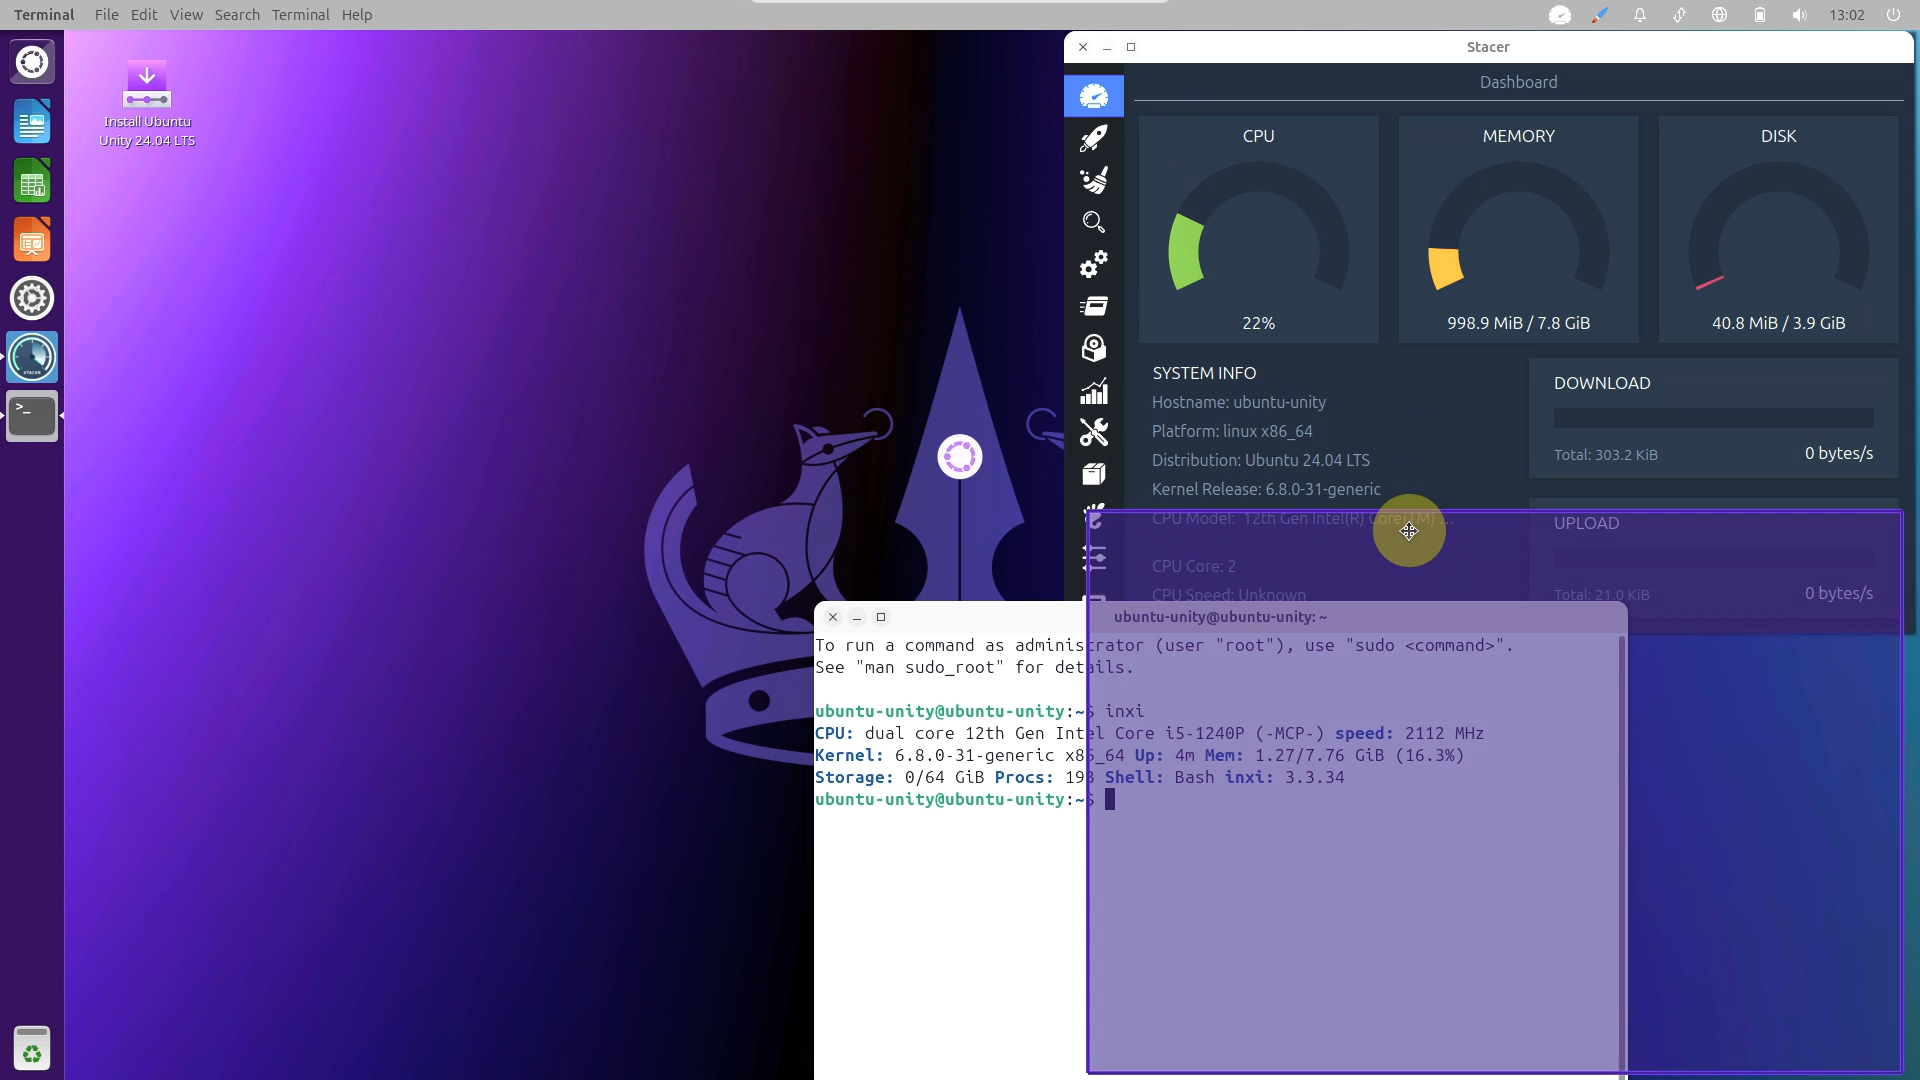 Terminal File Edit View Search Terminal Help 13:02
Install Ubuntu
Unity 24.04 LTS
STACER
>_
Stacer
Dashboard
CPU MEMORY DISK
22% 998.9 MiB / 7.8 GiB 40.8 MiB / 3.9 GiB
SYSTEM INFO
Hostname: ubuntu-unity
Platform: linux x86_64
Distribution: Ubuntu 24.04 LTS
Kernel Release: 6.8.0-31-generic
CPU Model: 12th Gen Intel(R) Core(TM) ...
CPU Core: 2
CPU Speed: Unknown
DOWNLOAD
Total: 303.2 KiB 0 bytes/s
UPLOAD
Total: 21.0 KiB 0 bytes/s
ubuntu-unity@ubuntu-unity: ~
To run a command as administrator (user "root"), use "sudo <command>".
See "man sudo_root" for details.
ubuntu-unity@ubuntu-unity:~$ inxi
CPU: dual core 12th Gen Intel Core i5-1240P (-MCP-) speed: 2112 MHz
Kernel: 6.8.0-31-generic x86_64 Up: 4m Mem: 1.27/7.76 GiB (16.3%)
Storage: 0/64 GiB Procs: 193 Shell: Bash inxi: 3.3.34
ubuntu-unity@ubuntu-unity:~$